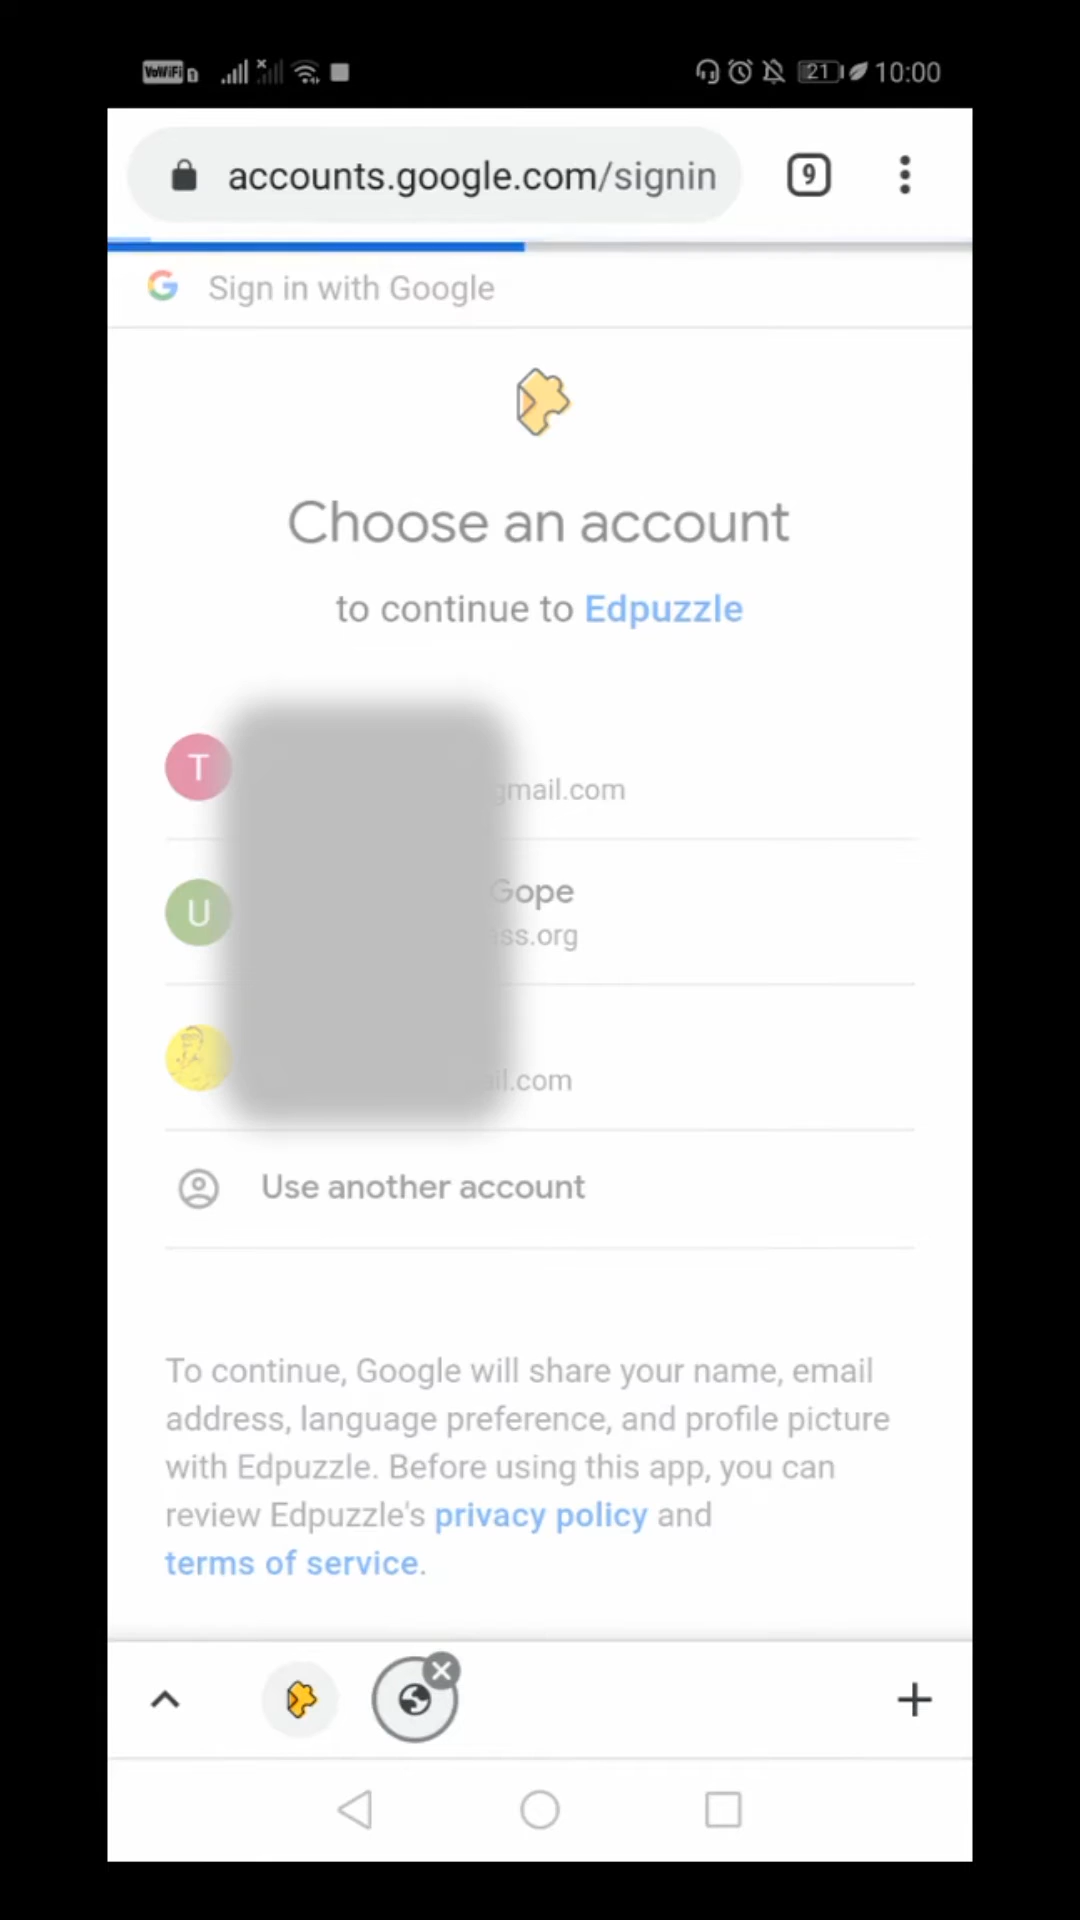 VoWiFi 21 10:00
accounts.google.com/signin 9
G Sign in with Google
Choose an account
to continue to Edpuzzle
T
gmail.com
Gope
U
ss.org
il.com
Use another account
To continue, Google will share your name, email
address, language preference, and profile picture
with Edpuzzle. Before using this app, you can
review Edpuzzle's privacy policy and
terms of service.